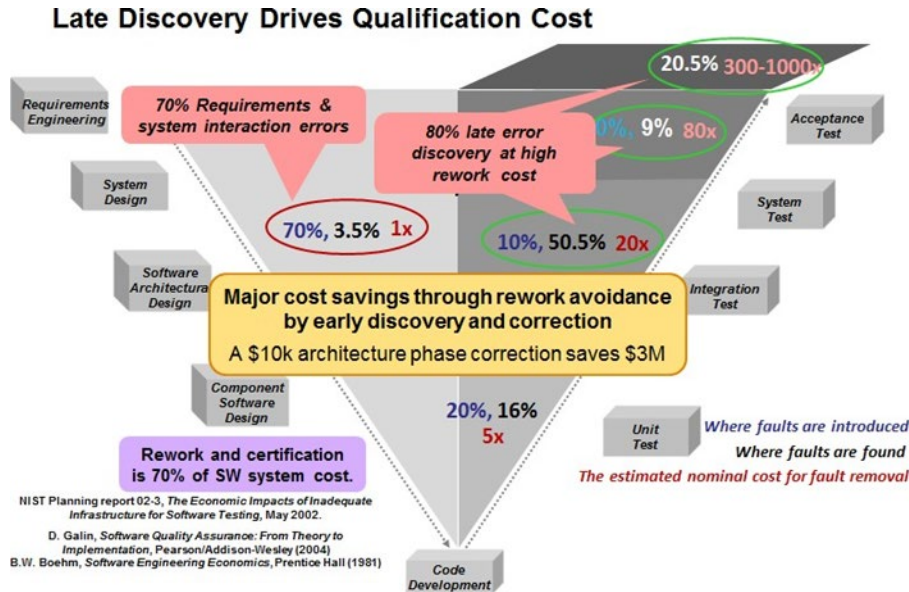 Late Discovery Drives Qualification Cost
20.5% 300-1000x
Requirements
Engineering
70% Requirements &
system interaction errors
80% late error
discovery at high
rework cost
0%, 9% 80x
Acceptance
Test
System
Design
System
Test
70%, 3.5% 1x
10%, 50.5% 20x
Software
Architectural
Design
Integration
Test
Major cost savings through rework avoidance
by early discovery and correction
A $10k architecture phase correction saves $3M
Component
Software
Design
20%, 16%
5x
Unit
Test
Where faults are introduced
Where faults are found
The estimated nominal cost for fault removal
Rework and certification
is 70% of SW system cost.
NIST Planning report 02-3, The Economic Impacts of Inadequate
Infrastructure for Software Testing, May 2002.
D. Galin, Software Quality Assurance: From Theory to
Implementation, Pearson/Addison-Wesley (2004)
B.W. Boehm, Software Engineering Economics, Prentice Hall (1981)
Code
Development